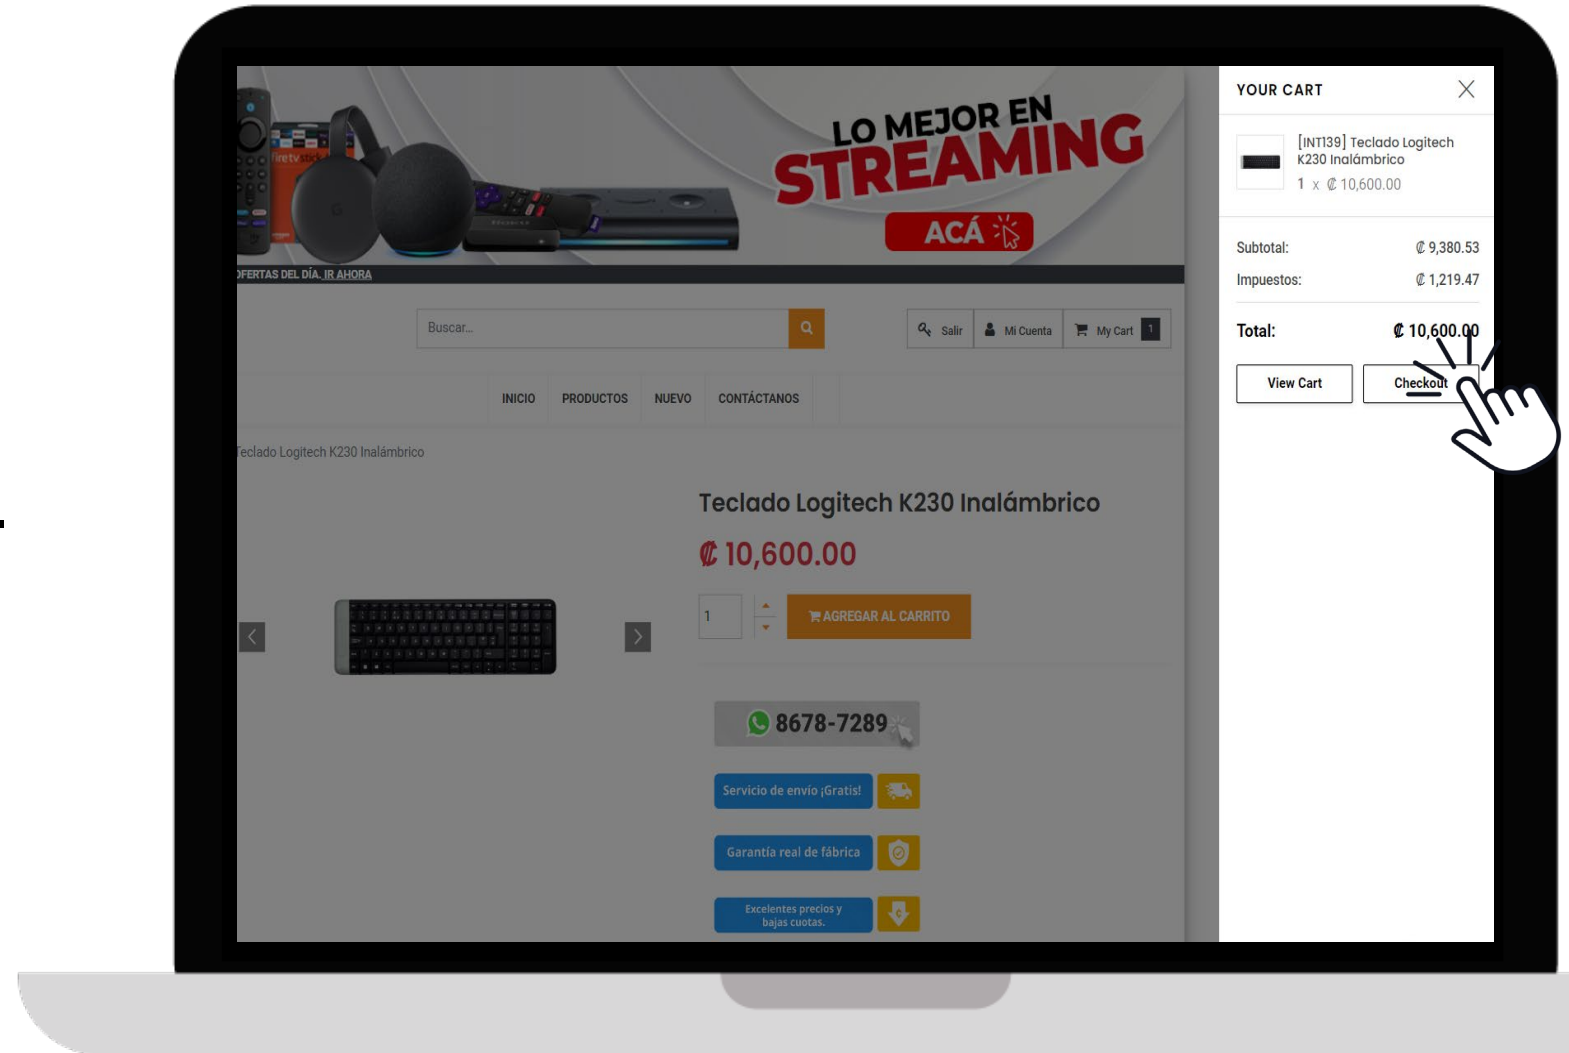 LO MEJOR EN
STREAMING
ACÁ
firetvstick
OFERTAS DEL DÍA. IR AHORA
Buscar...
Salir
Mi Cuenta
My Cart 1
INICIO PRODUCTOS NUEVO CONTÁCTANOS
Teclado Logitech K230 Inalámbrico
Teclado Logitech K230 Inalámbrico
₡ 10,600.00
1
AGREGAR AL CARRITO
8678-7289
Servicio de envío ¡Gratis!
Garantía real de fábrica
Excelentes precios y
bajas cuotas.
YOUR CART
[INT139] Teclado Logitech
K230 Inalámbrico
1 x ₡ 10,600.00
Subtotal: ₡ 9,380.53
Impuestos: ₡ 1,219.47
Total: ₡ 10,600.00
View Cart
Checkout